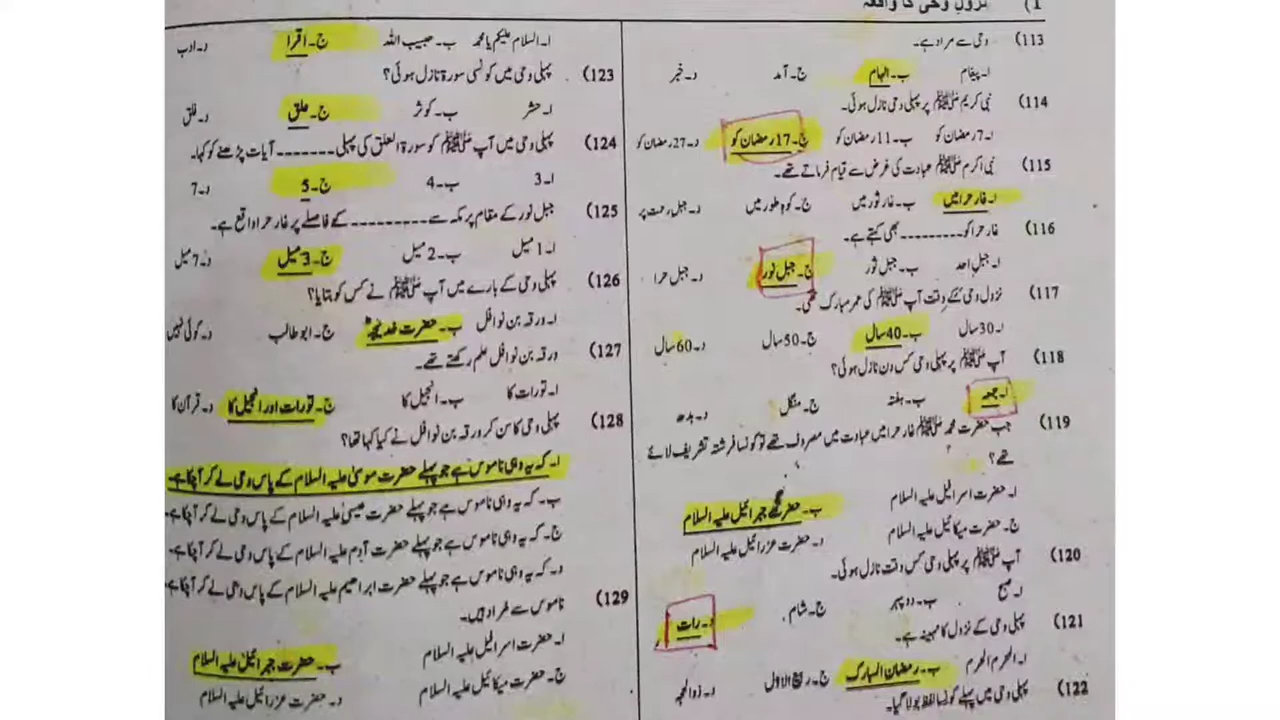 1) نزول وحی کا واقعہ
113) وحی سے مراد ہے۔
ا۔ پیغام ب۔ الہام ج۔ آمد د۔ خبر
114) نبی کریم ﷺ پر پہلی وحی نازل ہوئی۔
ا۔ 7 رمضان کو ب۔ 11 رمضان کو ج۔ 17 رمضان کو د۔ 27 رمضان کو
115) نبی اکرم ﷺ عبادت کی غرض سے قیام فرماتے تھے۔
ا۔ غار حرا میں ب۔ غار ثور میں ج۔ کوہ طور میں د۔ جبل رحمت پر
116) غار حرا کو ـــــــــ بھی کہتے ہے۔
ا۔ جبل احد ب۔ جبل ثور ج۔ جبل نور د۔ جبل حرا
117) نزول وحی کے وقت آپ ﷺ کی عمر مبارک تھی۔
ا۔ 30 سال ب۔ 40 سال ج۔ 50 سال د۔ 60 سال
118) آپ ﷺ پر پہلی وحی کس دن نازل ہوئی؟
ا۔ جمعہ ب۔ ہفتہ ج۔ منگل د۔ بدھ
119) جب حضرت محمد ﷺ غار حرا میں عبادت میں مصروف تھے تو کونسا فرشتہ تشریف لائے
تھے؟
ا۔ حضرت اسرافیل علیہ السلام ب۔ حضرت جبرائیل علیہ السلام
ج۔ حضرت میکائیل علیہ السلام د۔ حضرت عزرائیل علیہ السلام
120) آپ ﷺ پر پہلی وحی کس وقت نازل ہوئی۔
ا۔ صبح ب۔ دوپہر ج۔ شام د۔ رات
121) پہلی وحی کے نزول کا مہینہ ہے۔
ا۔ المحرم الحرم ب۔ رمضان المبارک ج۔ ربیع الاول د۔ ذوالحجہ
122) پہلی وحی میں پہلے کونسا لفظ بولا گیا۔
ا۔ السلام علیکم یا محمد ب۔ حبیب اللہ ج۔ اقرا د۔ ادب
123) پہلی وحی میں کونسی سورۃ نازل ہوئی؟
ا۔ حشر ب۔ کوثر ج۔ علق د۔ فلق
124) پہلی وحی میں آپ ﷺ کو سورۃ العلق کی پہلی ـــــــــ آیات پڑھنے کو کہا۔
ا۔ 3 ب۔ 4 ج۔ 5 د۔ 7
125) جبل نور کے مقام پر مکہ سے ـــــــــ کے فاصلے پر غار حرا واقع ہے۔
ا۔ 1 میل ب۔ 2 میل ج۔ 3 میل د۔ 7 میل
126) پہلی وحی کے بارے میں آپ ﷺ نے کس کو بتایا؟
ا۔ ورقہ بن نوافل ب۔ حضرت خدیجہ ج۔ ابو طالب د۔ کوئی نہیں
127) ورقہ بن نوافل علم رکھتے تھے۔
ا۔ تورات کا ب۔ انجیل کا ج۔ تورات اور انجیل کا د۔ قرآن کا
128) پہلی وحی کا سن کر ورقہ بن نوافل نے کیا کہا تھا؟
ا۔ کہ یہ وہی ناموس ہے جو پہلے حضرت موسیٰ علیہ السلام کے پاس وحی لے کر آچکا ہے۔
ب۔ کہ یہ وہی ناموس ہے جو پہلے حضرت عیسیٰ علیہ السلام کے پاس وحی لے کر آچکا ہے۔
ج۔ کہ یہ وہی ناموس ہے جو پہلے حضرت آدم علیہ السلام کے پاس وحی لے کر آچکا ہے۔
د۔ کہ یہ وہی ناموس ہے جو پہلے حضرت ابراھیم علیہ السلام کے پاس وحی لے کر آچکا ہے۔
129) ناموس سے مراد ہیں۔
ا۔ حضرت اسرافیل علیہ السلام ب۔ حضرت جبرائیل علیہ السلام
ج۔ حضرت میکائیل علیہ السلام د۔ حضرت عزرائیل علیہ السلام